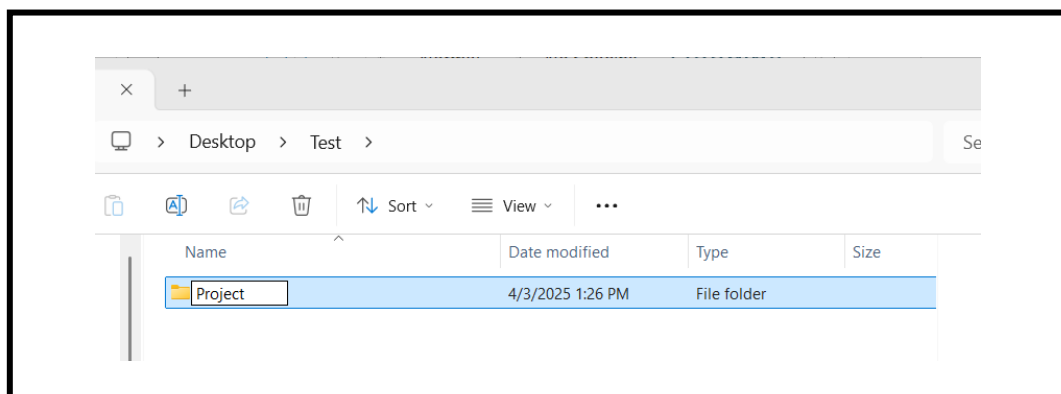 Desktop > Test >
Se
Sort
View
Name Date modified Type Size
Project 4/3/2025 1:26 PM File folder